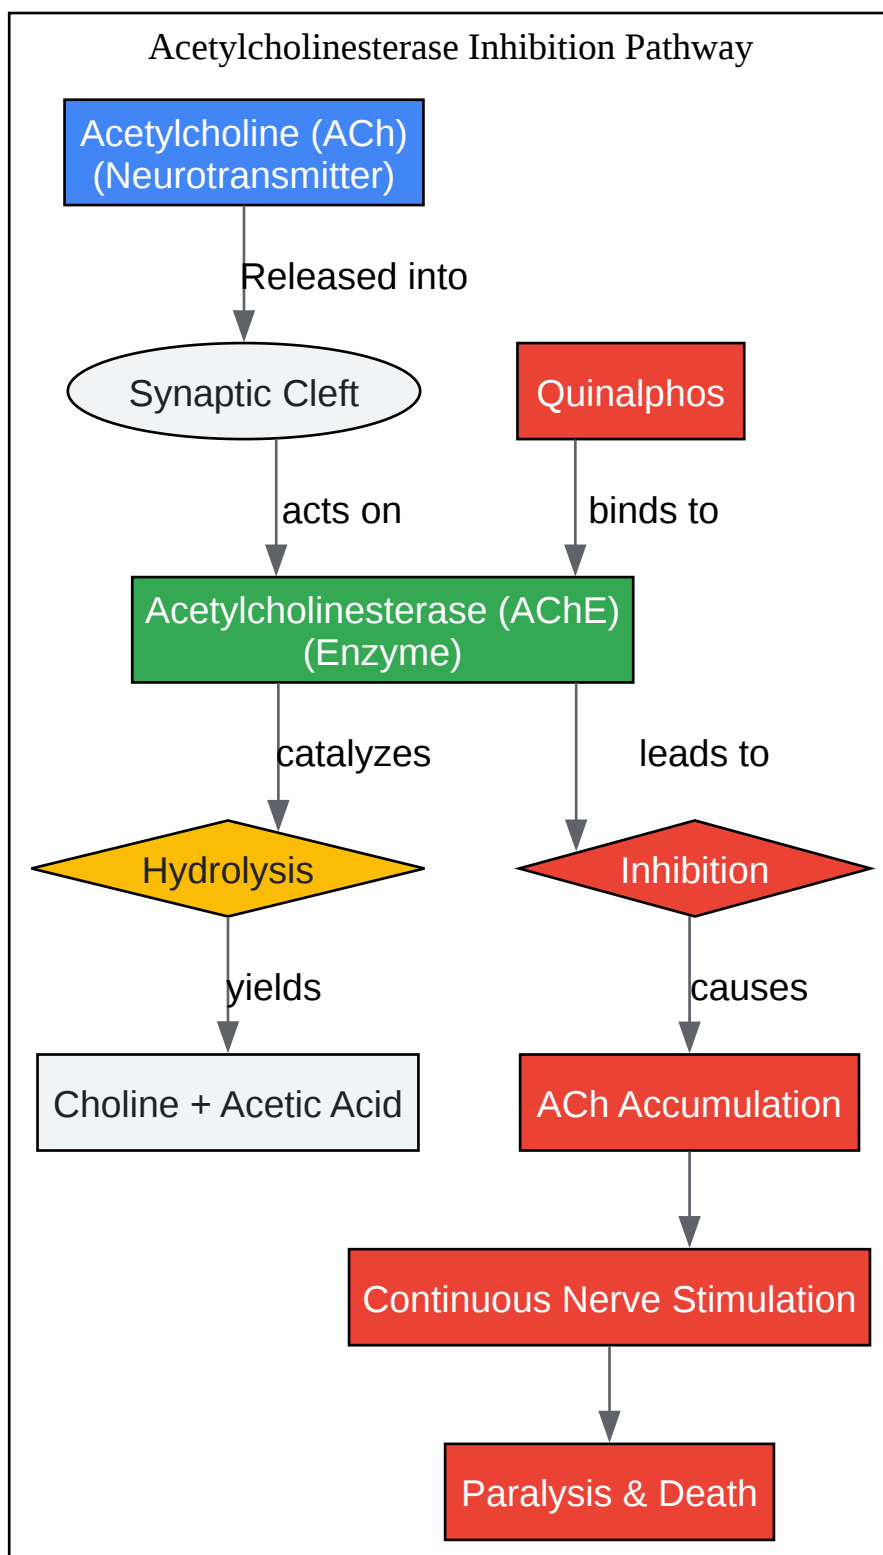 Acetylcholinesterase Inhibition Pathway
Acetylcholine (ACh)
(Neurotransmitter)
Released into
Synaptic Cleft
Quinalphos
acts on
binds to
Acetylcholinesterase (AChE)
(Enzyme)
catalyzes
leads to
Hydrolysis
Inhibition
yields
causes
Choline + Acetic Acid
ACh Accumulation
Continuous Nerve Stimulation
Paralysis & Death